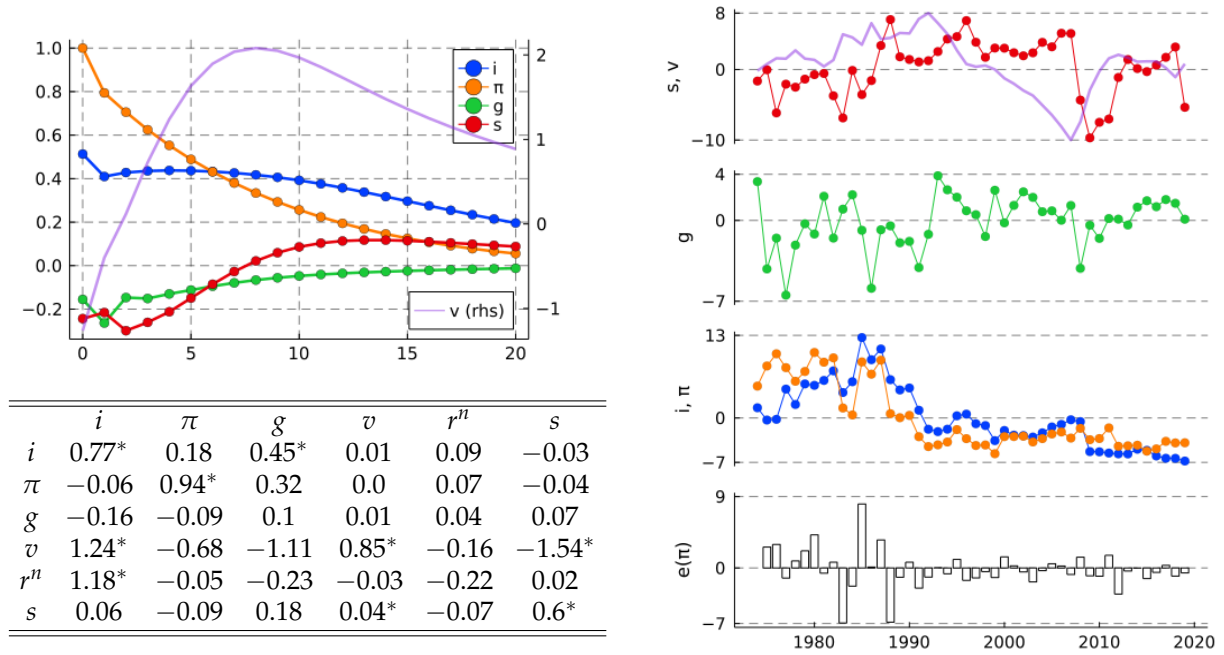 1.0
0.8
0.6
0.4
0.2
0.0
−0.2
2
1
0
−1
0
5
10
15
20
i
π
g
s
v (rhs)
i π g v rⁿ s
i 0.77* 0.18 0.45* 0.01 0.09 −0.03
π −0.06 0.94* 0.32 0.0 0.07 −0.04
g −0.16 −0.09 0.1 0.01 0.04 0.07
v 1.24* −0.68 −1.11 0.85* −0.16 −1.54*
rⁿ 1.18* −0.05 −0.23 −0.03 −0.22 0.02
s 0.06 −0.09 0.18 0.04* −0.07 0.6*
s, v
8
0
−10
g
4
0
−7
i, π
13
0
−7
e(π)
9
0
−7
1980
1990
2000
2010
2020